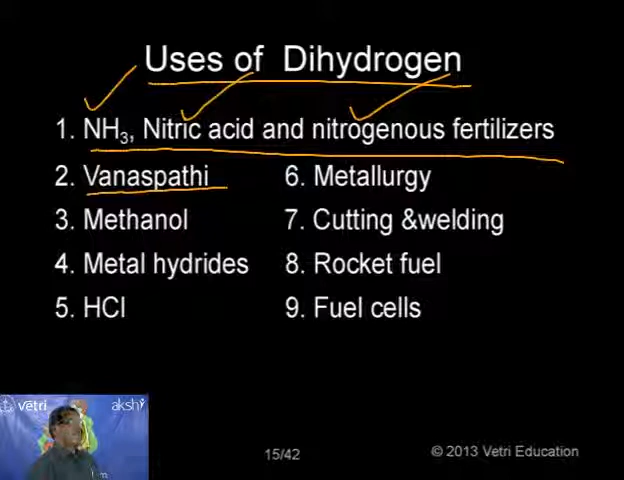 Uses of Dihydrogen
1. NH3, Nitric acid and nitrogenous fertilizers
2. Vanaspathi
3. Methanol
4. Metal hydrides
5. HCl
6. Metallurgy
7. Cutting &welding
8. Rocket fuel
9. Fuel cells
vetri
15/42
© 2013 Vetri Education